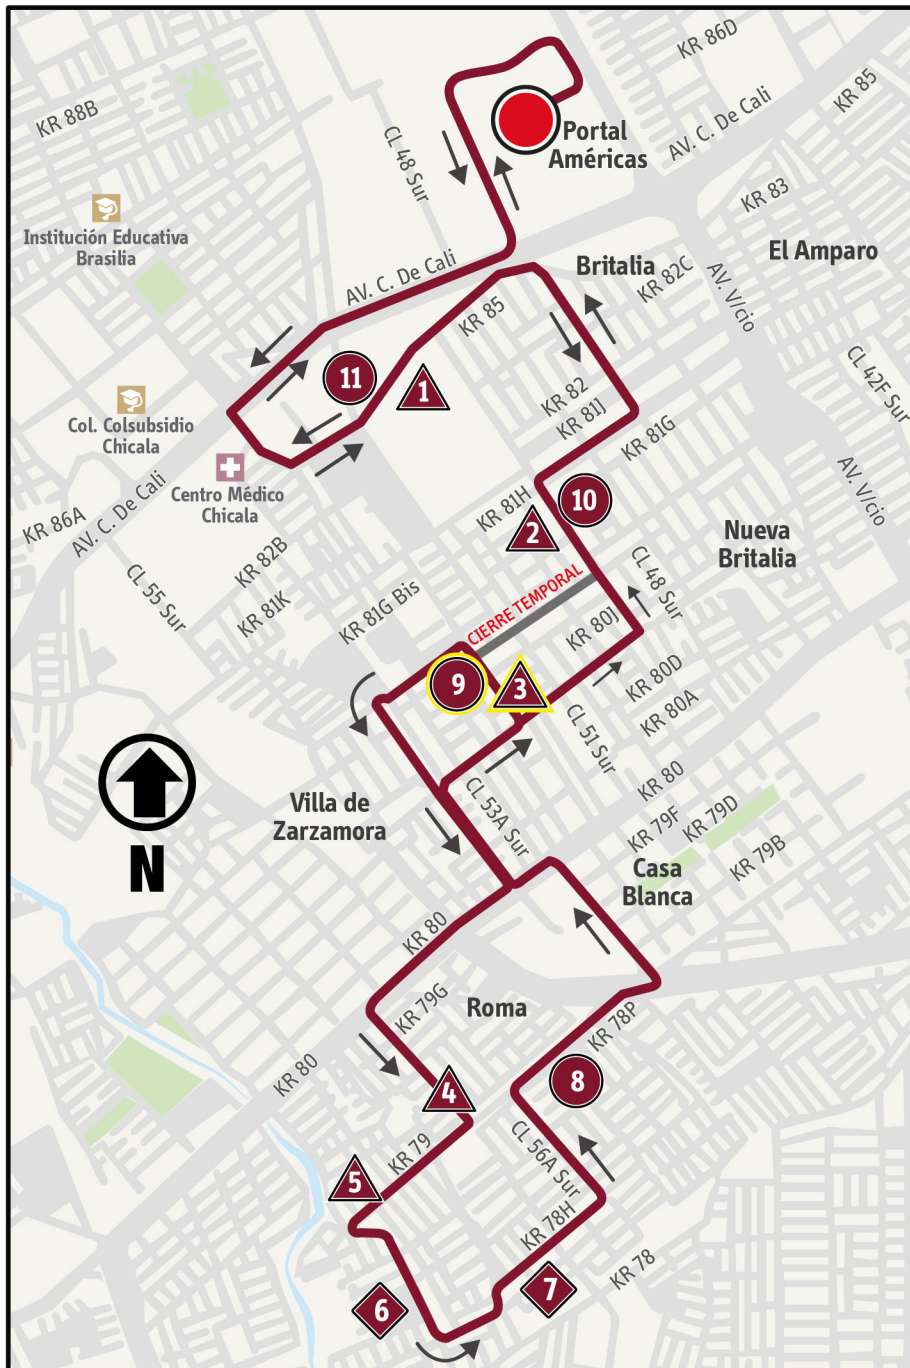 KR 86D
KR 85
KR 88B
AV. C. De Cali
CL 48 Sur
Portal
Américas
KR 83
Institución Educativa
Brasilia
El Amparo
Britalia
AV. C. De Cali
KR 82C
AV. V/cio
KR 85
11
1
CL 42F Sur
KR 82
KR 81J
Col. Colsubsidio
Chicala
KR 81G
Centro Médico
Chicala
AV. C. De Cali
KR 86A
AV. V/cio
KR 81H
10
2
Nueva
Britalia
KR 82B
CL 55 Sur
KR 81K
KR 81G Bis
CIERRE TEMPORAL
CL 48 Sur
KR 80J
9
3
KR 80D
KR 80A
CL 51 Sur
KR 80
N
Villa de
Zarzamora
CL 53A Sur
KR 79F
KR 79D
KR 79B
Casa
Blanca
KR 80
KR 79G
Roma
KR 78P
KR 80
4
8
KR 79
CL 56A Sur
5
KR 78H
KR 78
6
7